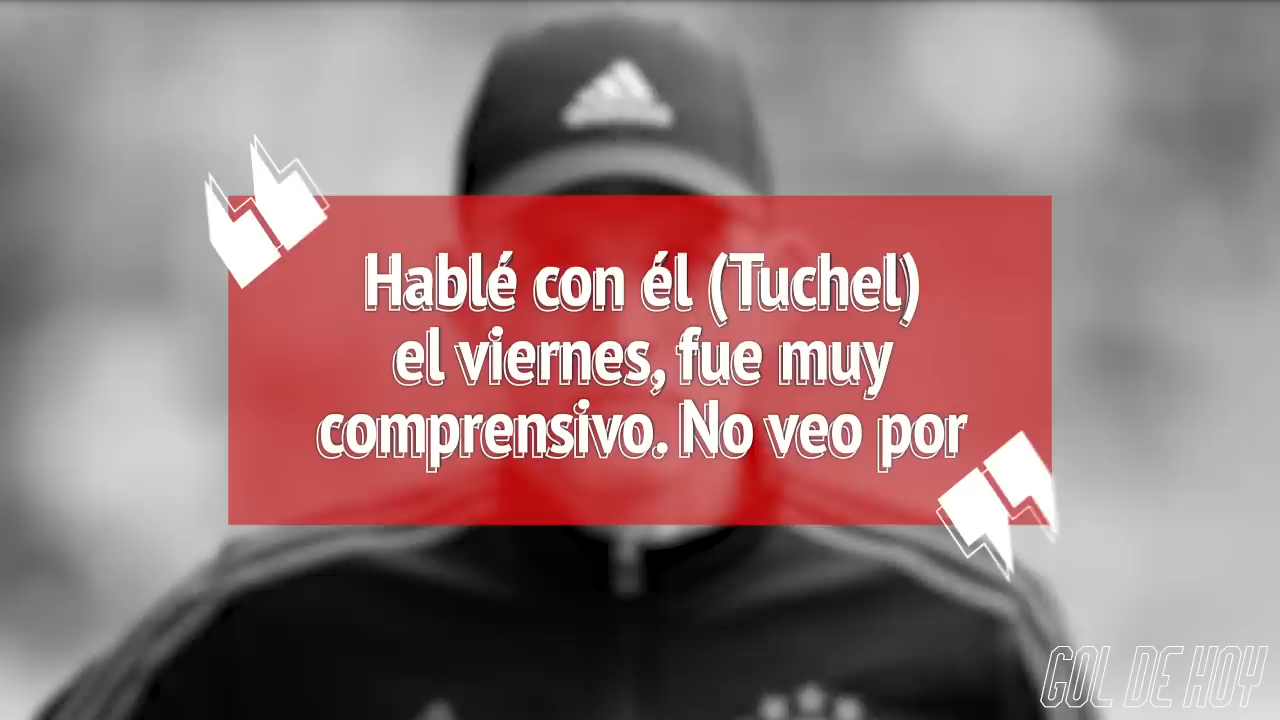 Hablé con él (Tuchel)
el viernes, fue muy
comprensivo. No veo por
GOL DE HOY